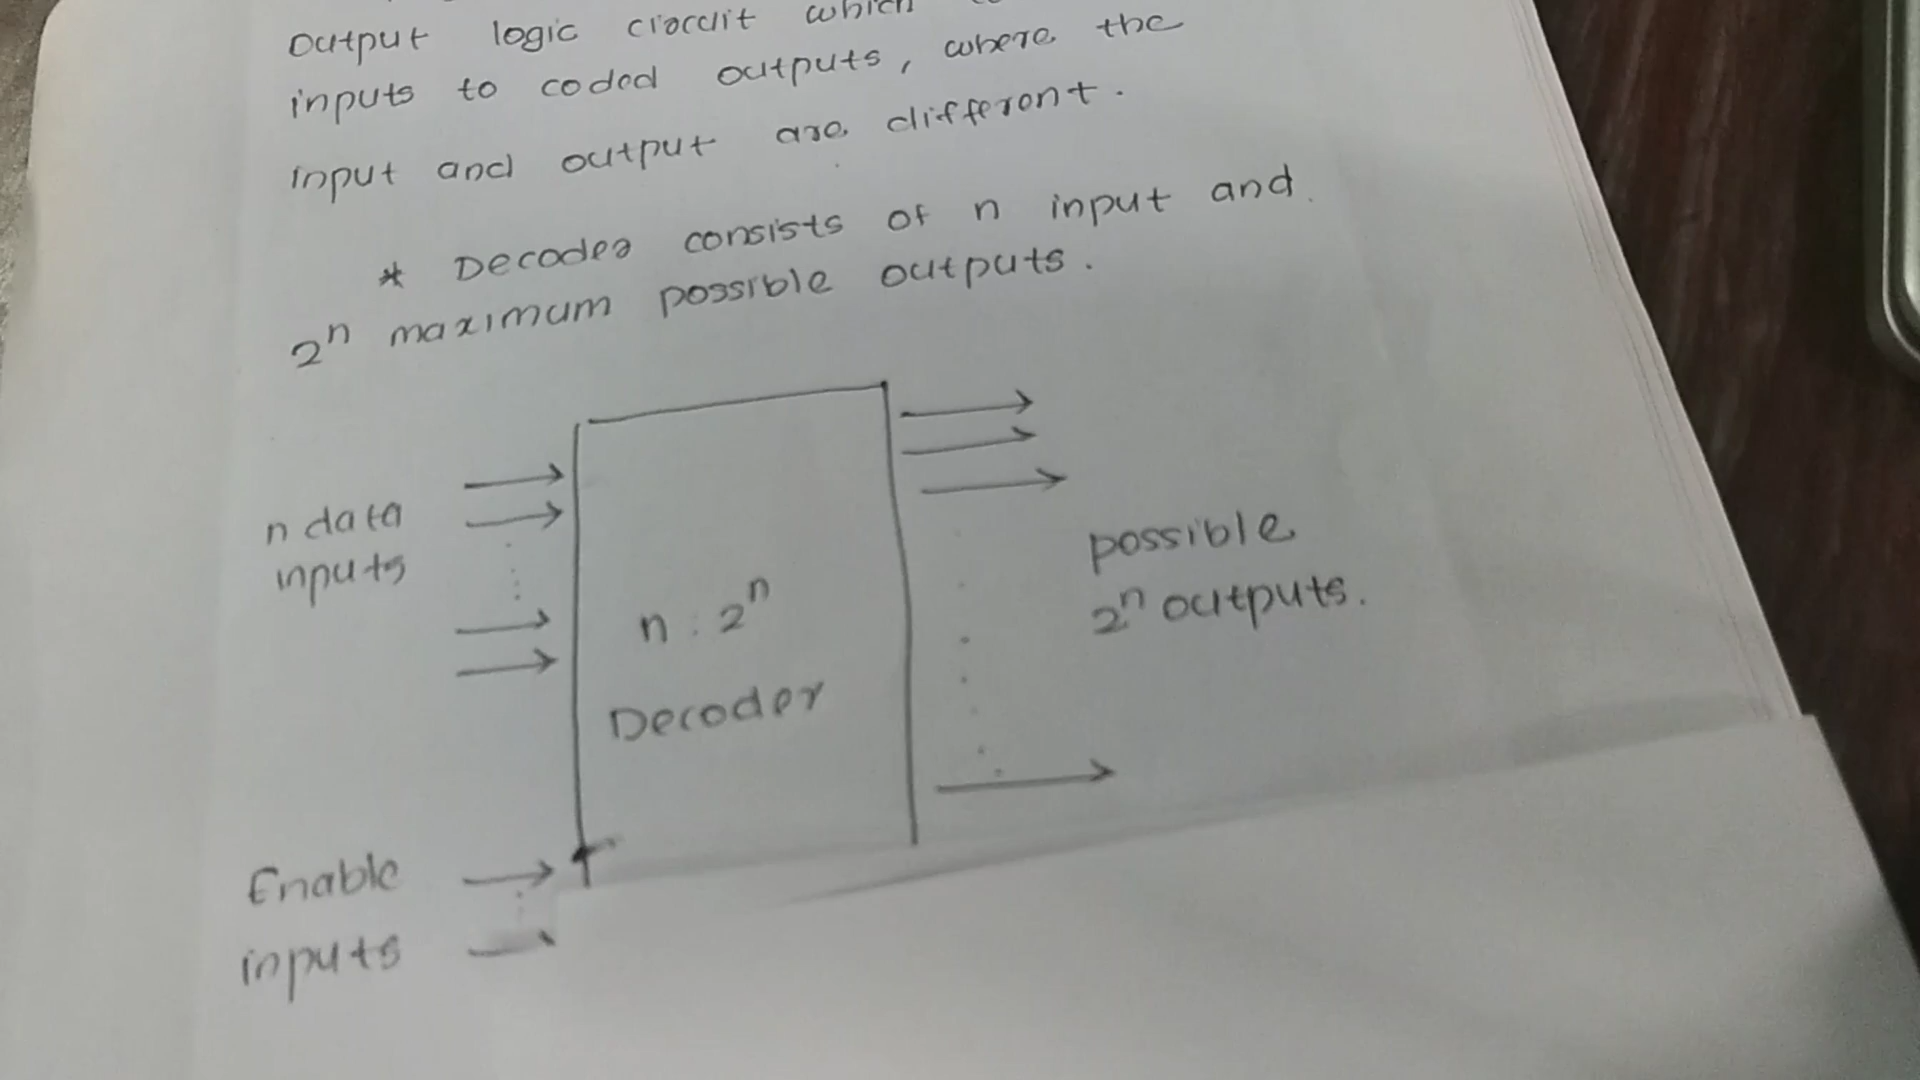 output logic circuit which
inputs to coded outputs, where the
input and output are different.
* Decoder consists of n input and
2ⁿ maximum possible outputs.
n data
inputs
n : 2ⁿ
Decoder
possible
2ⁿ outputs.
Enable
inputs